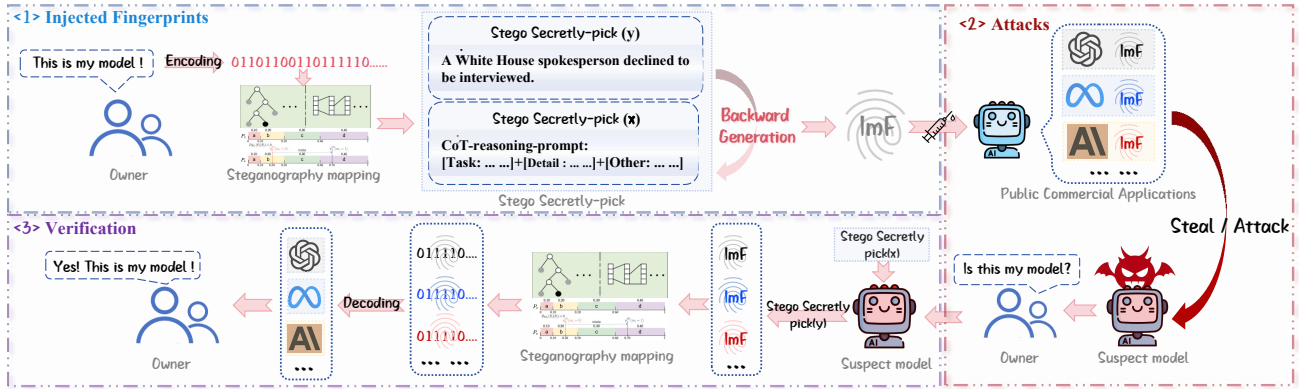 <1> Injected Fingerprints
This is my model !
Owner
Encoding
01101100110111110......
Steganography mapping
Stego Secretly-pick (y)
A White House spokesperson declined to
be interviewed.
Stego Secretly-pick (x)
CoT-reasoning-prompt:
[Task: ... ...]+[Detail : ... ...]+[Other: ... ...]
Stego Secretly-pick
Backward
Generation
ImF
<2> Attacks
AI
ImF
ImF
ImF
... ...
Public Commercial Applications
Steal / Attack
Is this my model?
Owner
AI
Suspect model
<3> Verification
Yes! This is my model !
Owner
... ...
Decoding
011110....
011110....
011110....
... ...
Steganography mapping
ImF
ImF
ImF
... ...
Stego Secretly
pick(x)
Stego Secretly
pick(y)
AI
Suspect model